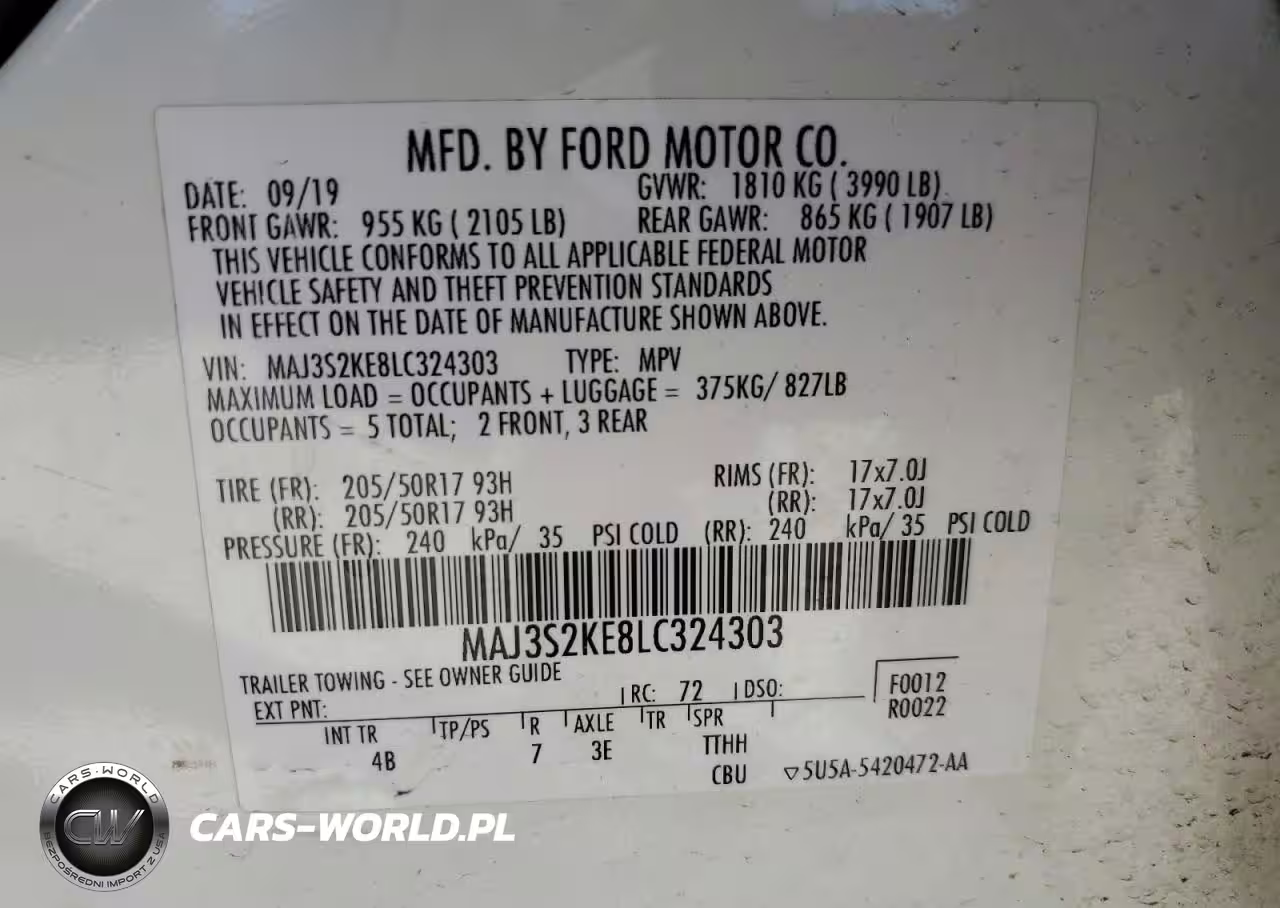 MFD. BY FORD MOTOR CO.
DATE: 09/19 GVWR: 1810 KG ( 3990 LB)
FRONT GAWR: 955 KG ( 2105 LB) REAR GAWR: 865 KG ( 1907 LB)
THIS VEHICLE CONFORMS TO ALL APPLICABLE FEDERAL MOTOR
VEHICLE SAFETY AND THEFT PREVENTION STANDARDS
IN EFFECT ON THE DATE OF MANUFACTURE SHOWN ABOVE.
VIN: MAJ3S2KE8LC324303 TYPE: MPV
MAXIMUM LOAD = OCCUPANTS + LUGGAGE = 375KG/ 827LB
OCCUPANTS = 5 TOTAL; 2 FRONT, 3 REAR
TIRE (FR): 205/50R17 93H RIMS (FR): 17x7.0J
(RR): 205/50R17 93H (RR): 17x7.0J
PRESSURE (FR): 240 kPa/ 35 PSI COLD (RR): 240 kPa/ 35 PSI COLD
MAJ3S2KE8LC324303
TRAILER TOWING - SEE OWNER GUIDE
EXT PNT: RC: 72 DSO: F0012
R0022
INT TR TP/PS R AXLE TR SPR
4B 7 3E TTHH
CBU ▽5U5A-5420472-AA
CARS-WORLD
CW
BEZPOŚREDNI IMPORT Z USA
CARS-WORLD.PL